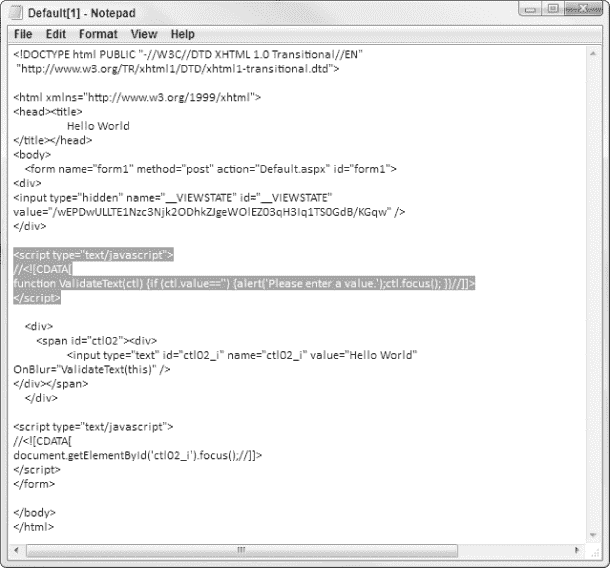 Default[1] - Notepad
File Edit Format View Help
<!DOCTYPE html PUBLIC "-//W3C//DTD XHTML 1.0 Transitional//EN"
"http://www.w3.org/TR/xhtml1/DTD/xhtml1-transitional.dtd">
<html xmlns="http://www.w3.org/1999/xhtml">
<head><title>
Hello World
</title></head>
<body>
<form name="form1" method="post" action="Default.aspx" id="form1">
<div>
<input type="hidden" name="__VIEWSTATE" id="__VIEWSTATE"
value="/wEPDwULLTE1Nzc3Njk2ODhkZJgeWOlEZ03qH3Iq1TS0GdB/KGqw" />
</div>
<script type="text/javascript">
//<![CDATA[
function ValidateText(ctl) {if (ctl.value=='') {alert('Please enter a value.');ctl.focus(); }}//]]>
</script>
<div>
<span id="ctl02"><div>
<input type="text" id="ctl02_i" name="ctl02_i" value="Hello World"
OnBlur="ValidateText(this)" />
</div></span>
</div>
<script type="text/javascript">
//<![CDATA[
document.getElementById('ctl02_i').focus();//]]>
</script>
</form>
</body>
</html>